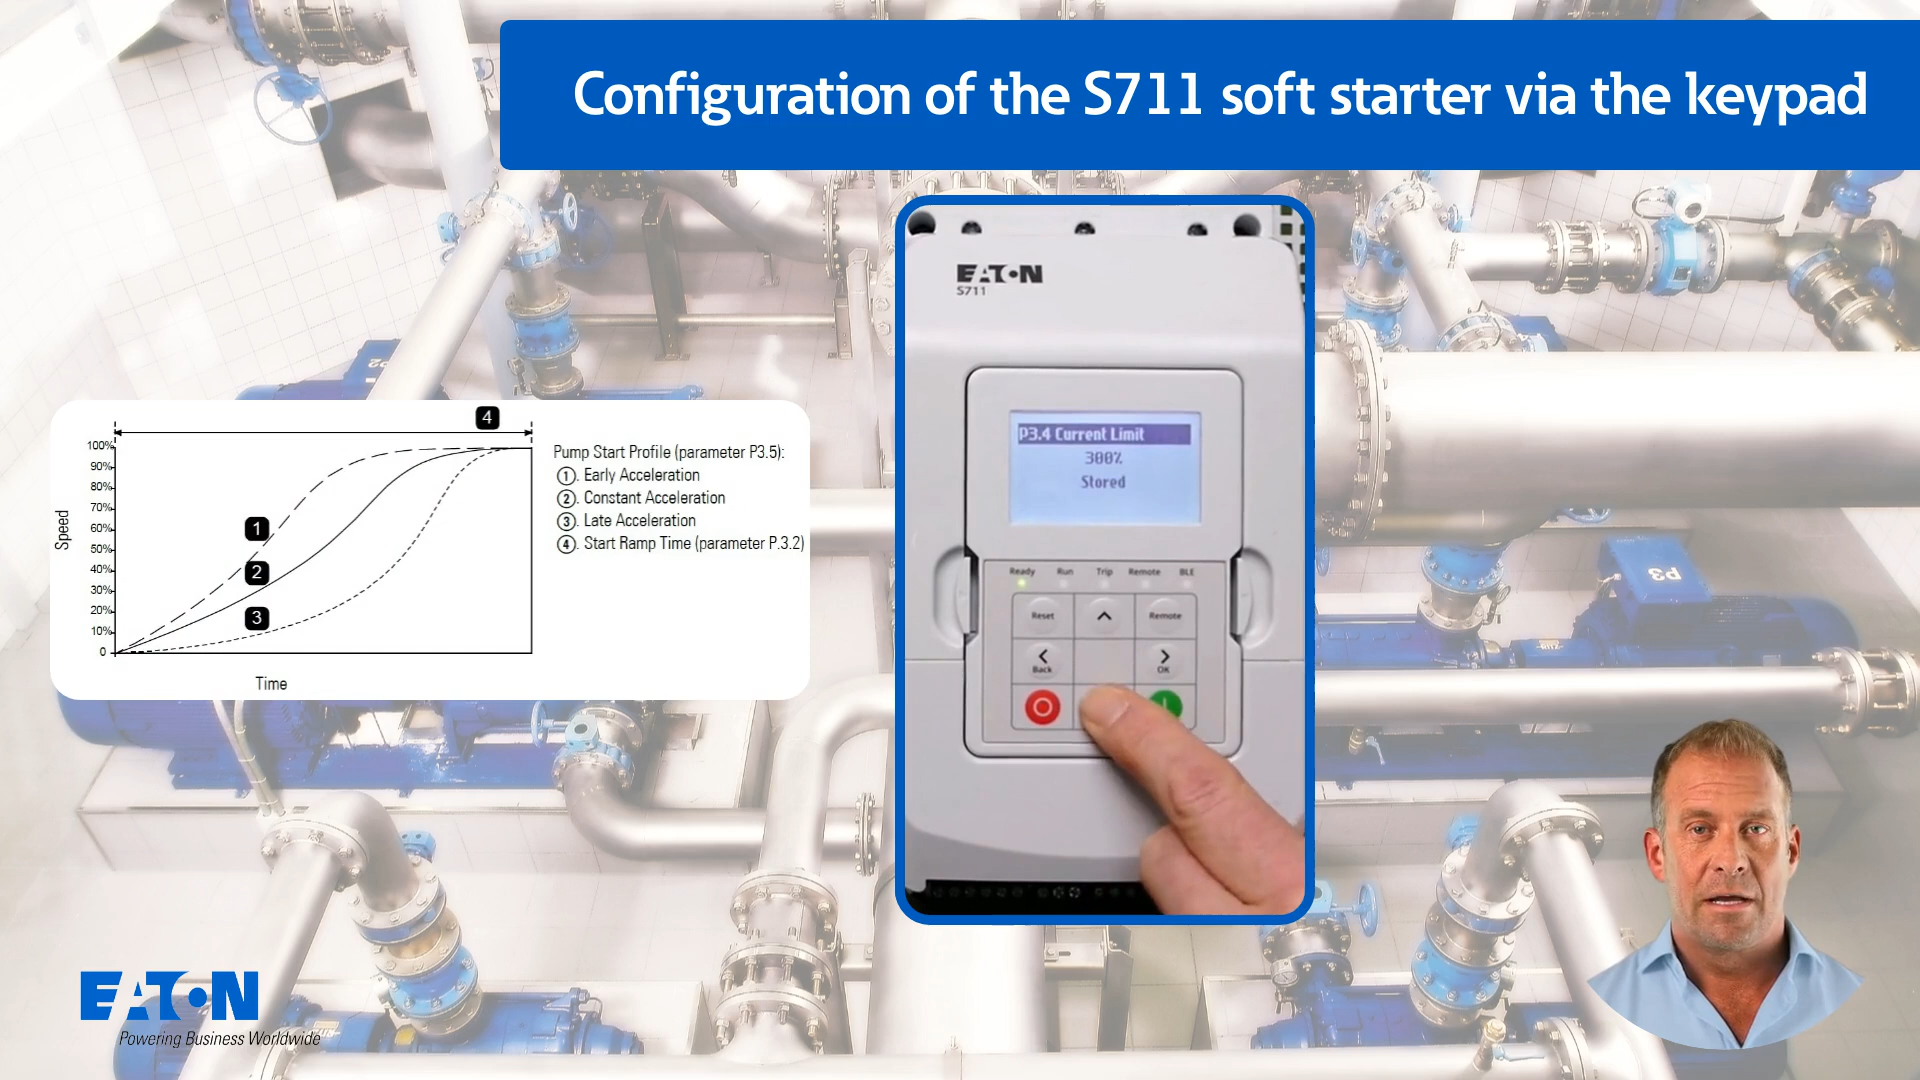 Configuration of the S711 soft starter via the keypad
EATON
S711
P3.4 Current Limit
300%
Stored
Ready Run Trip Remote BLE
Reset
Remote
Back
OK
4
100%
90%
80%
70%
60%
50%
40%
30%
20%
10%
0
Speed
1
2
3
Time
Pump Start Profile (parameter P3.5):
①. Early Acceleration
②. Constant Acceleration
③. Late Acceleration
④. Start Ramp Time (parameter P.3.2)
P2
P3
EATON
Powering Business Worldwide